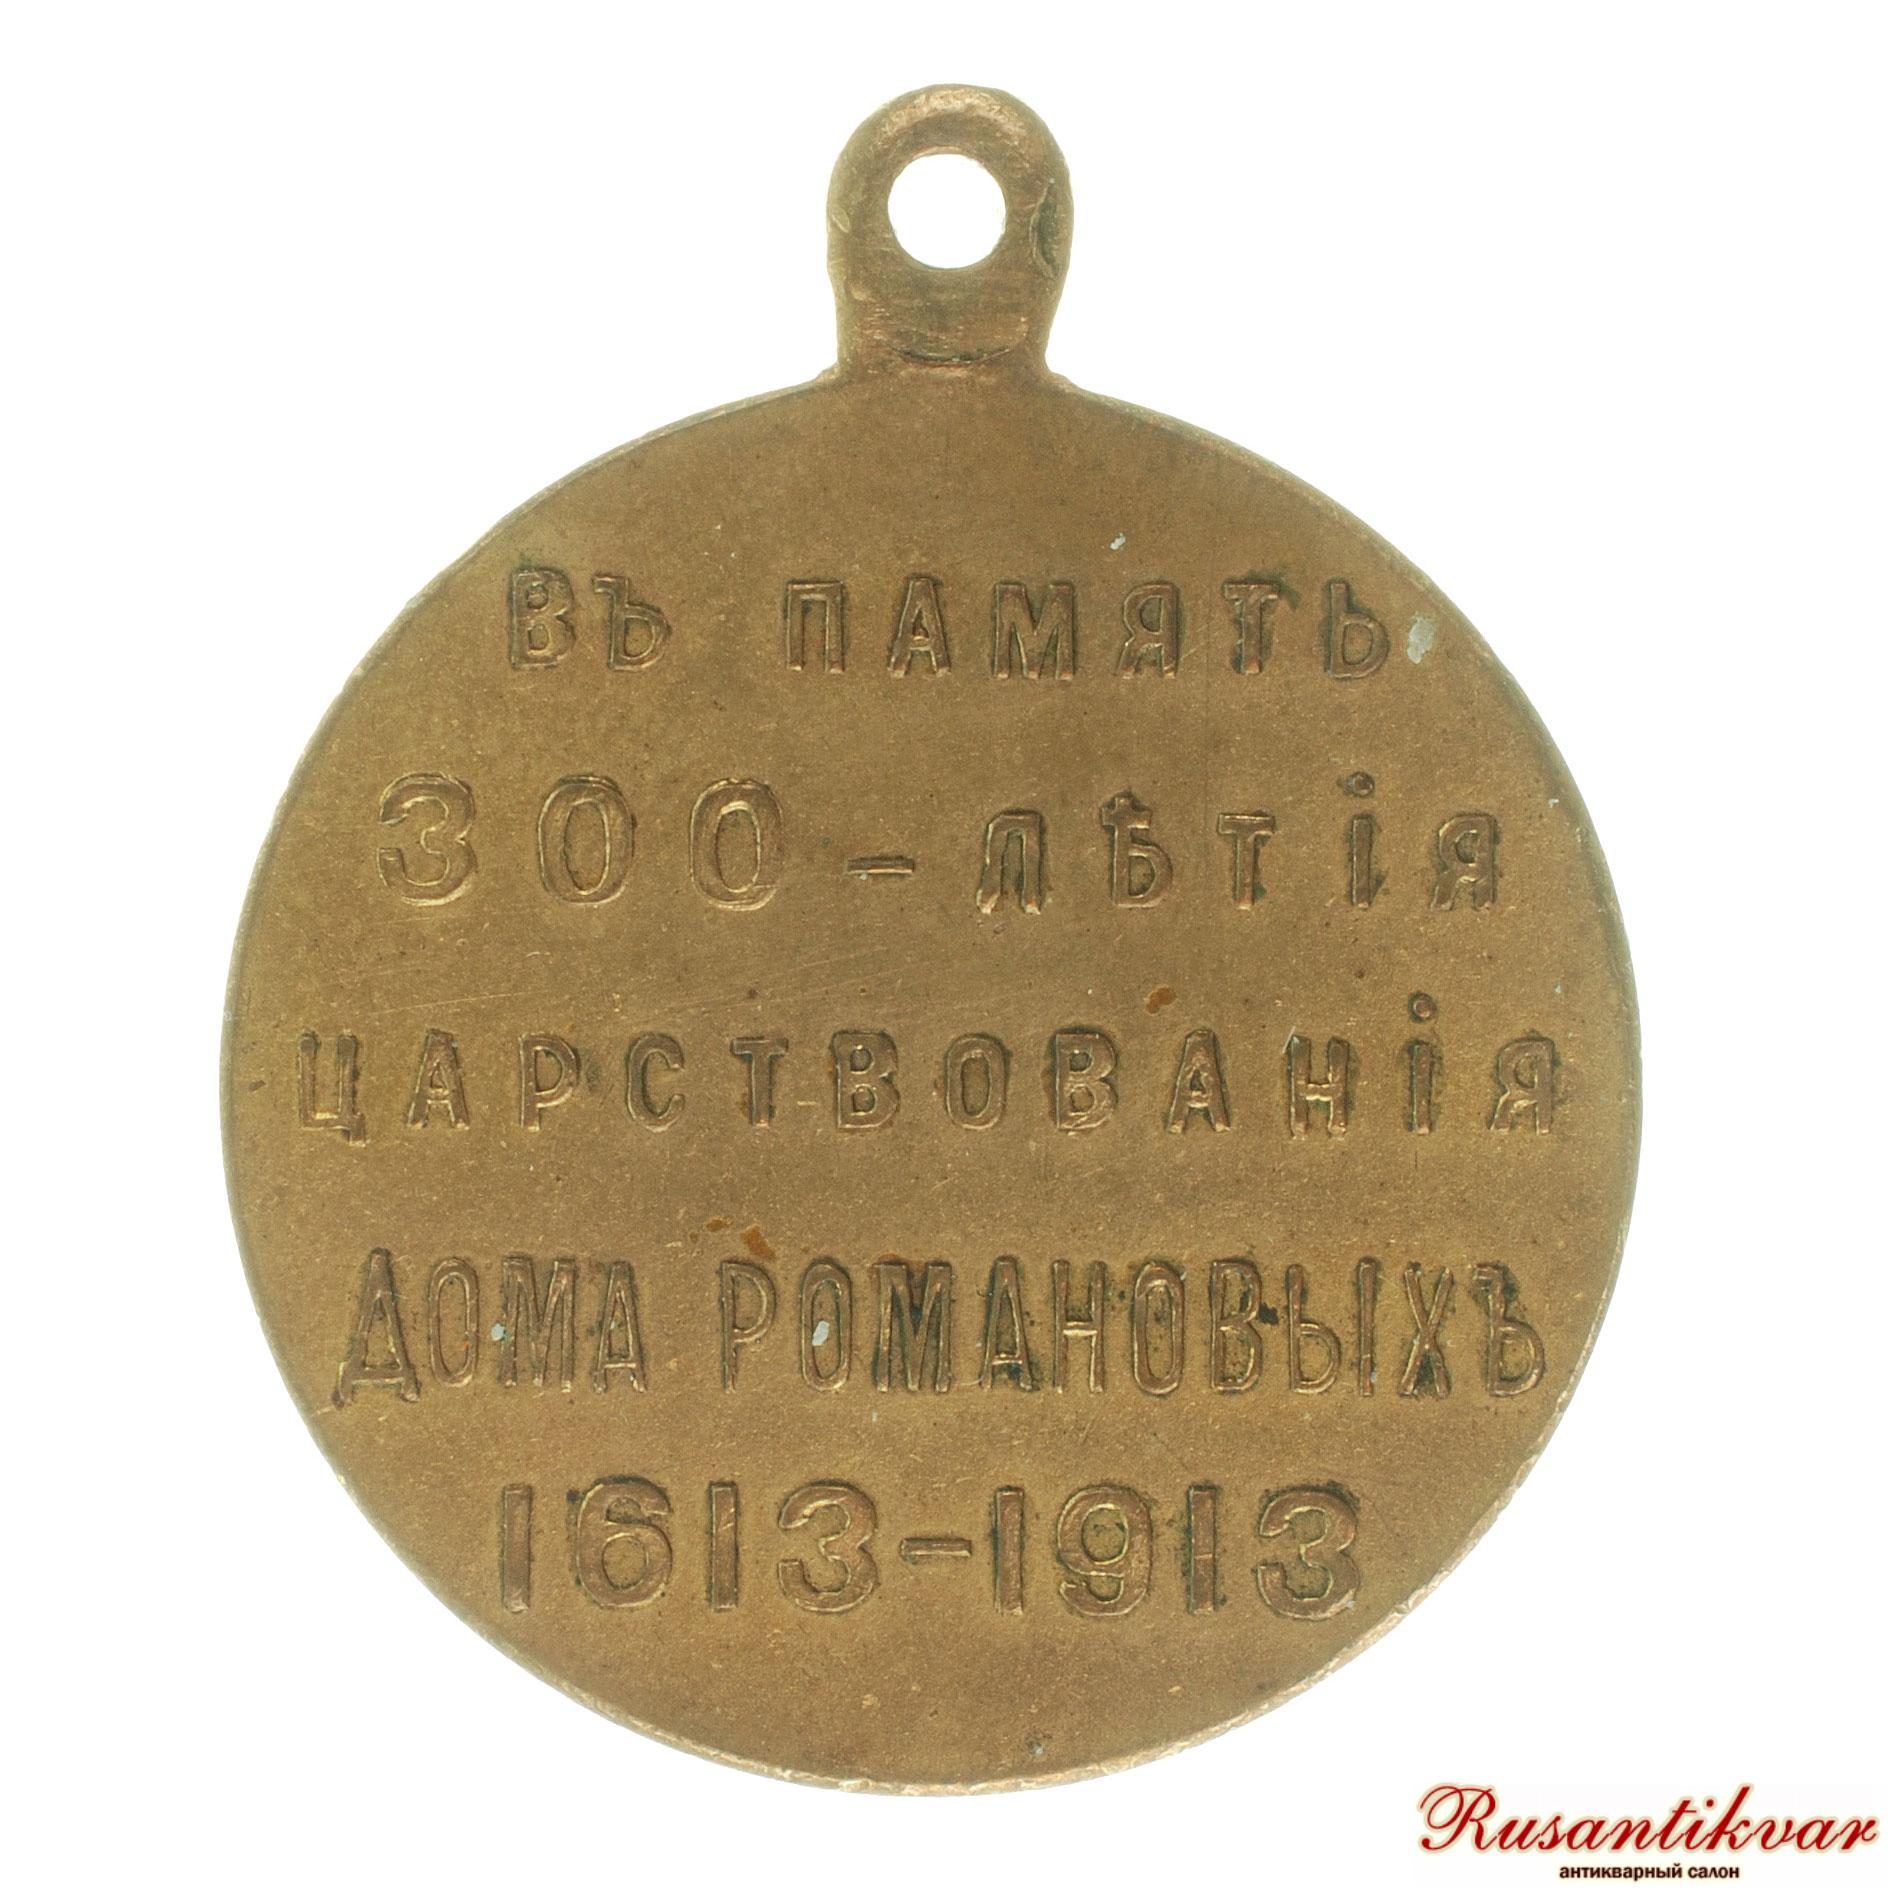 ВЪ ПАМЯТЬ
300-ЛѢТІЯ
ЦАРСТВОВАНІЯ
ДОМА РОМАНОВЫХЪ
1613-1913
Rusantikvar
антикварный салон